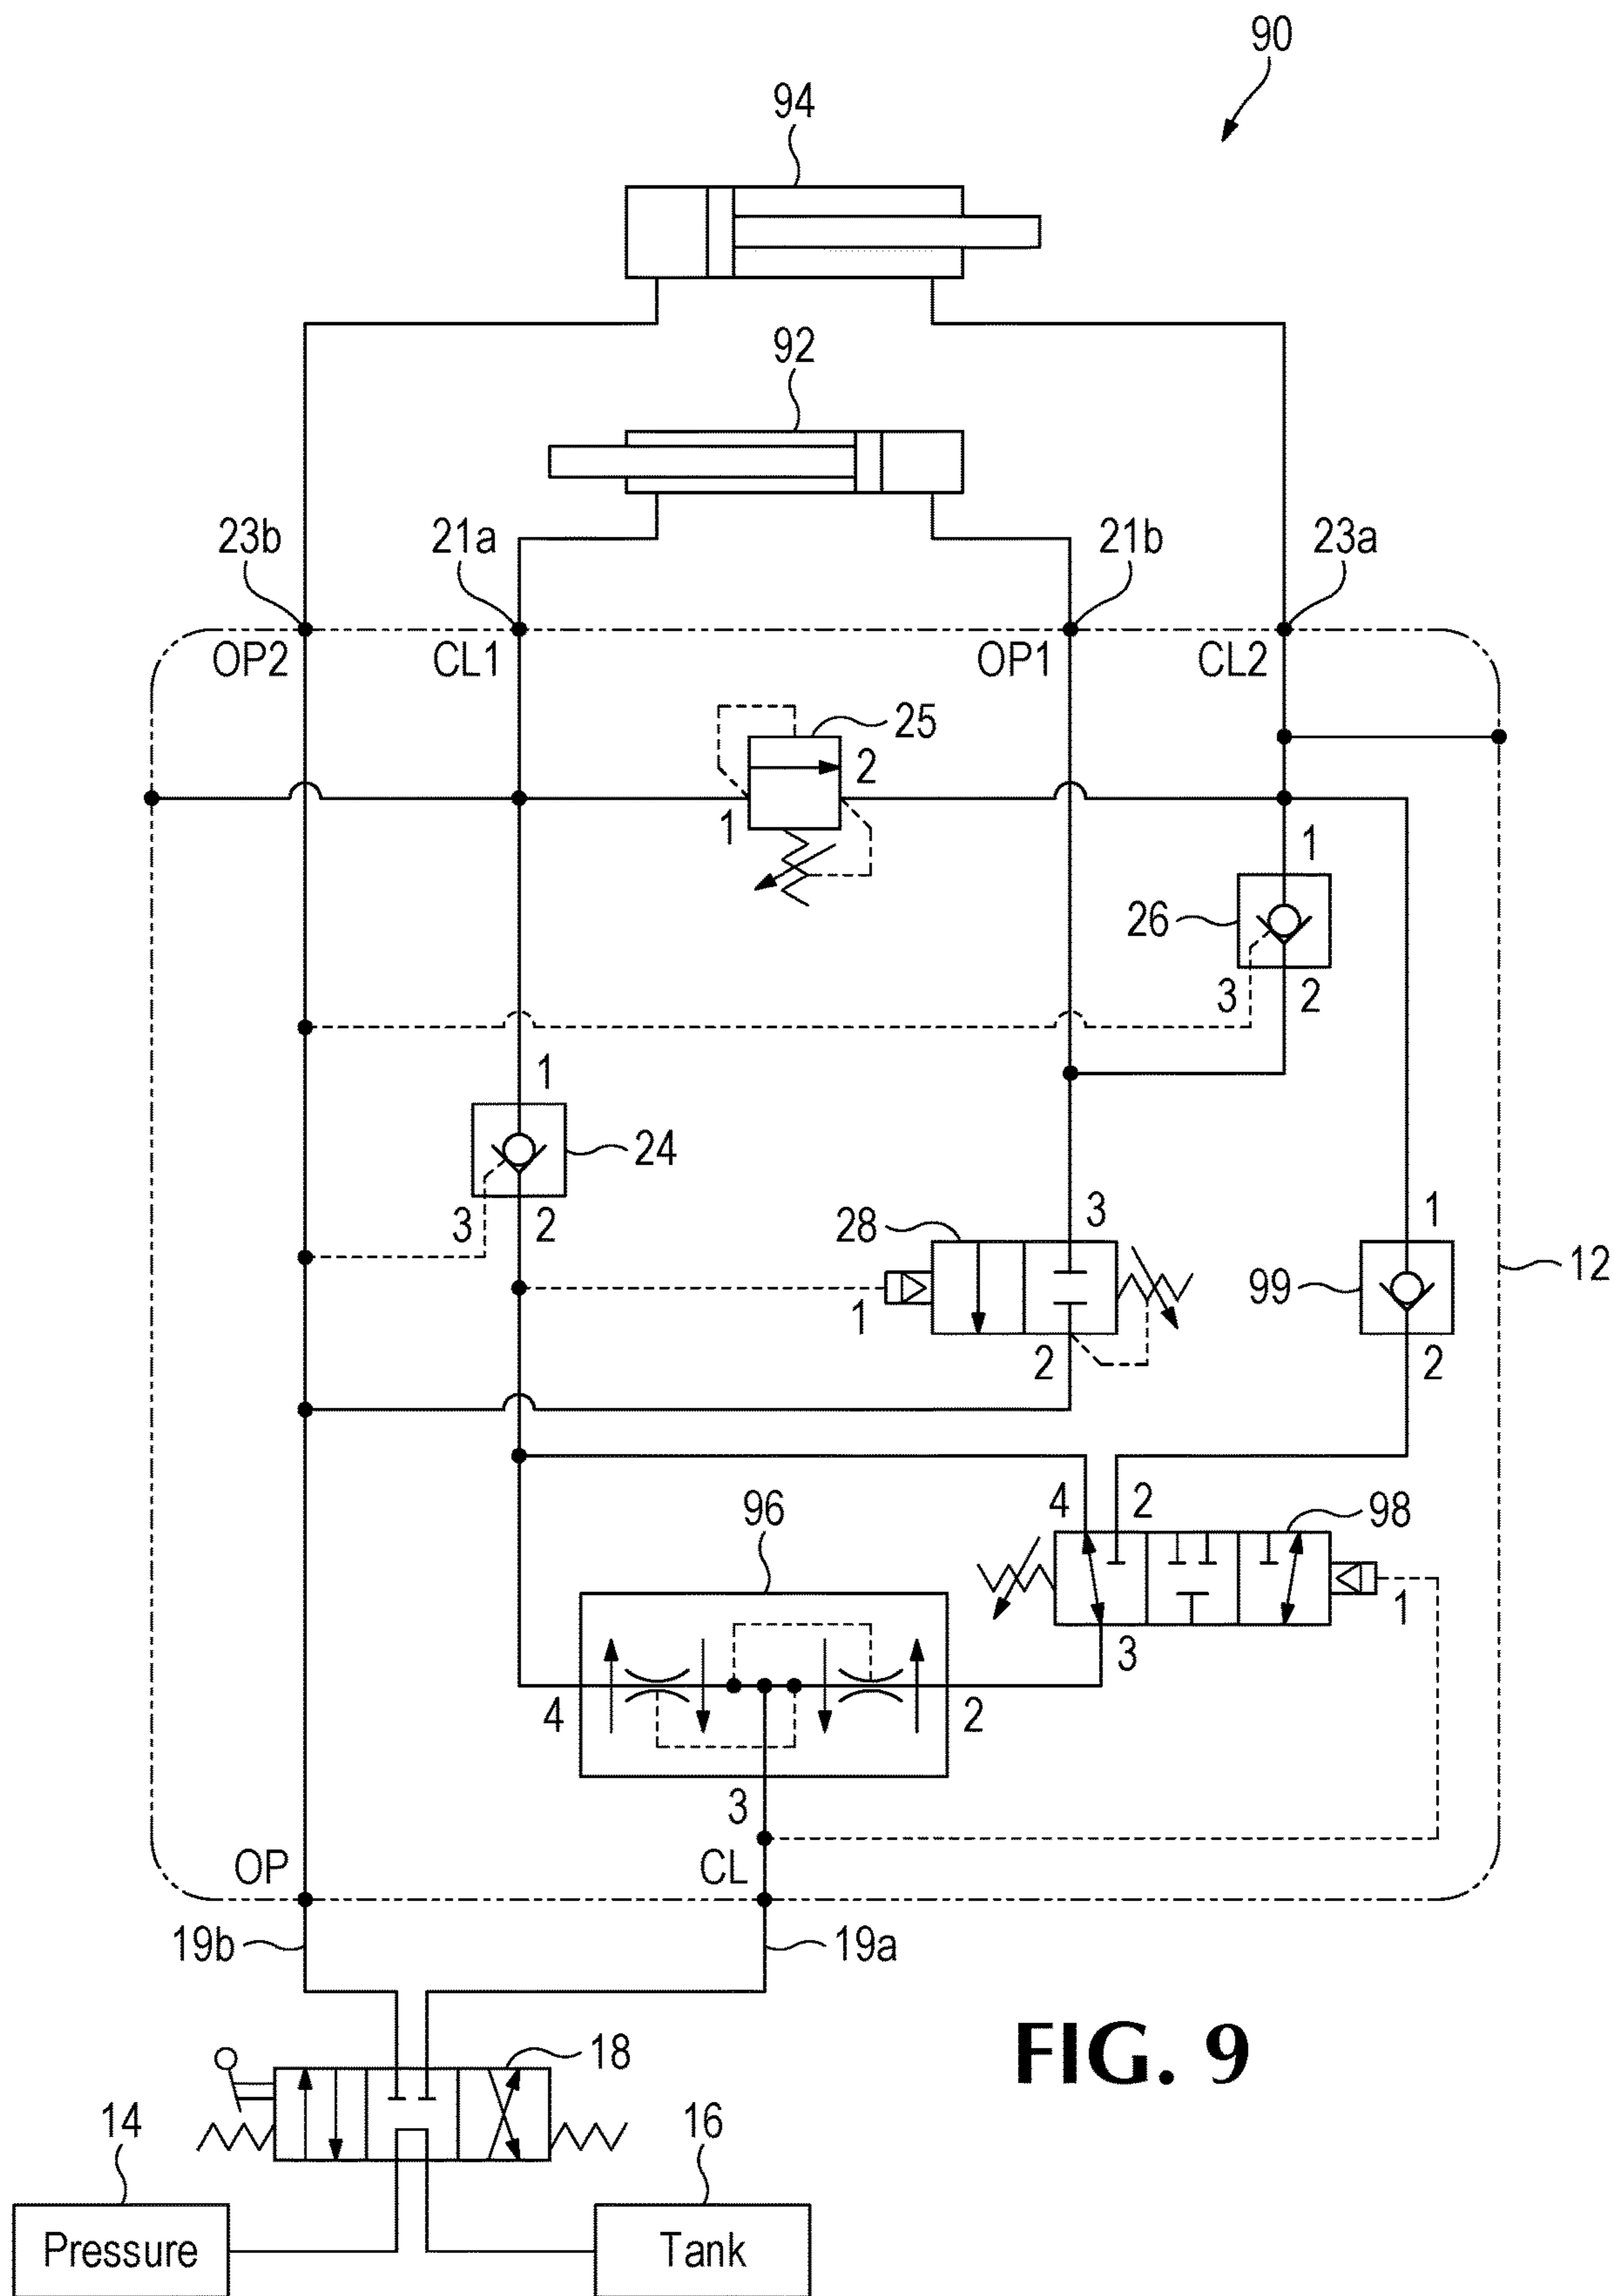 90
94
92
23b 21a 21b 23a
OP2 CL1 OP1 CL2
25
2
1
1
26
3 2
1
24
3 2
28 3 1
1 99 12
2 2
96 4 2 98
1
3
4 2
3
OP CL
19b 19a
FIG. 9
18
14 16
Pressure Tank